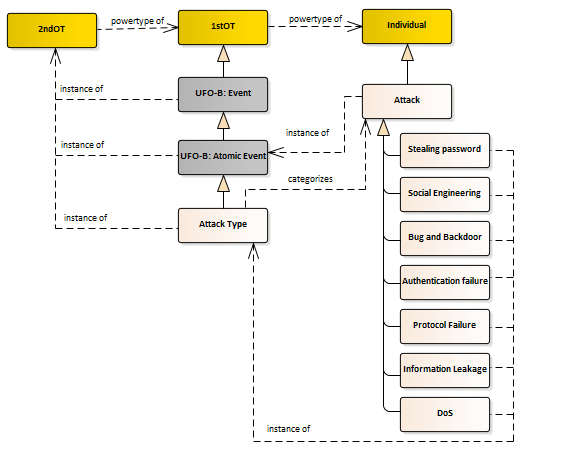 2ndOT
powertype of
1stOT
powertype of
Individual
instance of
UFO-B: Event
Attack
instance of
UFO-B: Atomic Event
instance of
Stealing password
categorizes
Social Engineering
instance of
Attack Type
Bug and Backdoor
Authentication failure
Protocol Failure
Information Leakage
DoS
instance of